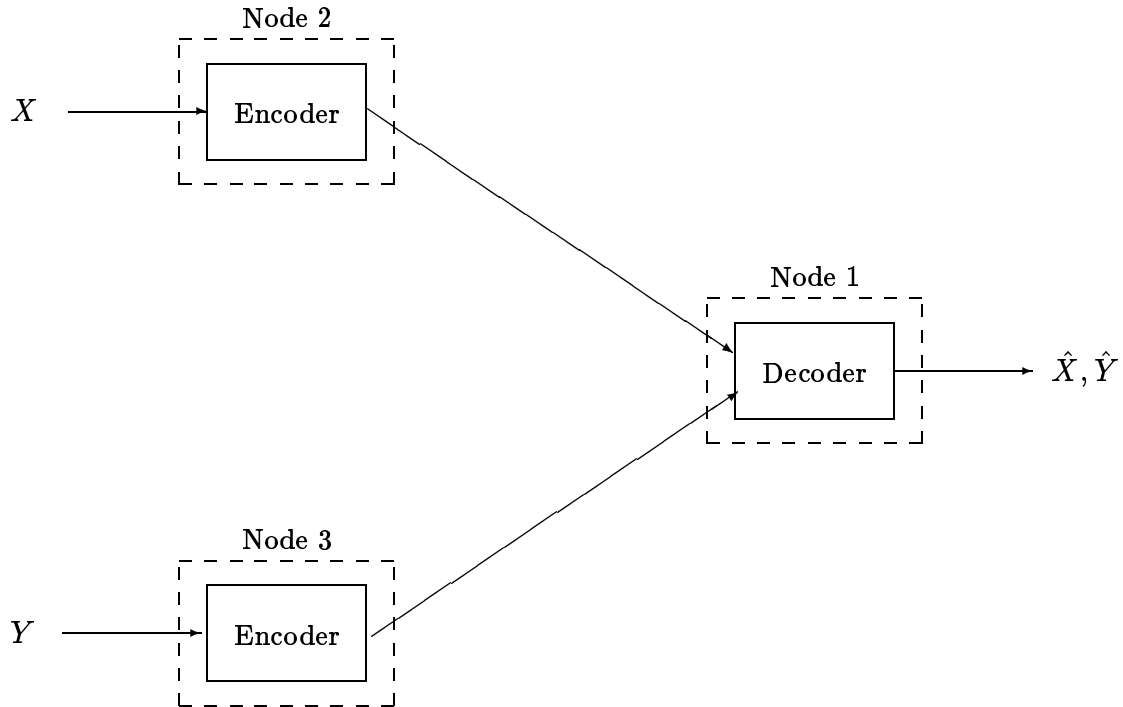 Node 2
X
Encoder
Node 1
Decoder
X̂, Ŷ
Node 3
Y
Encoder